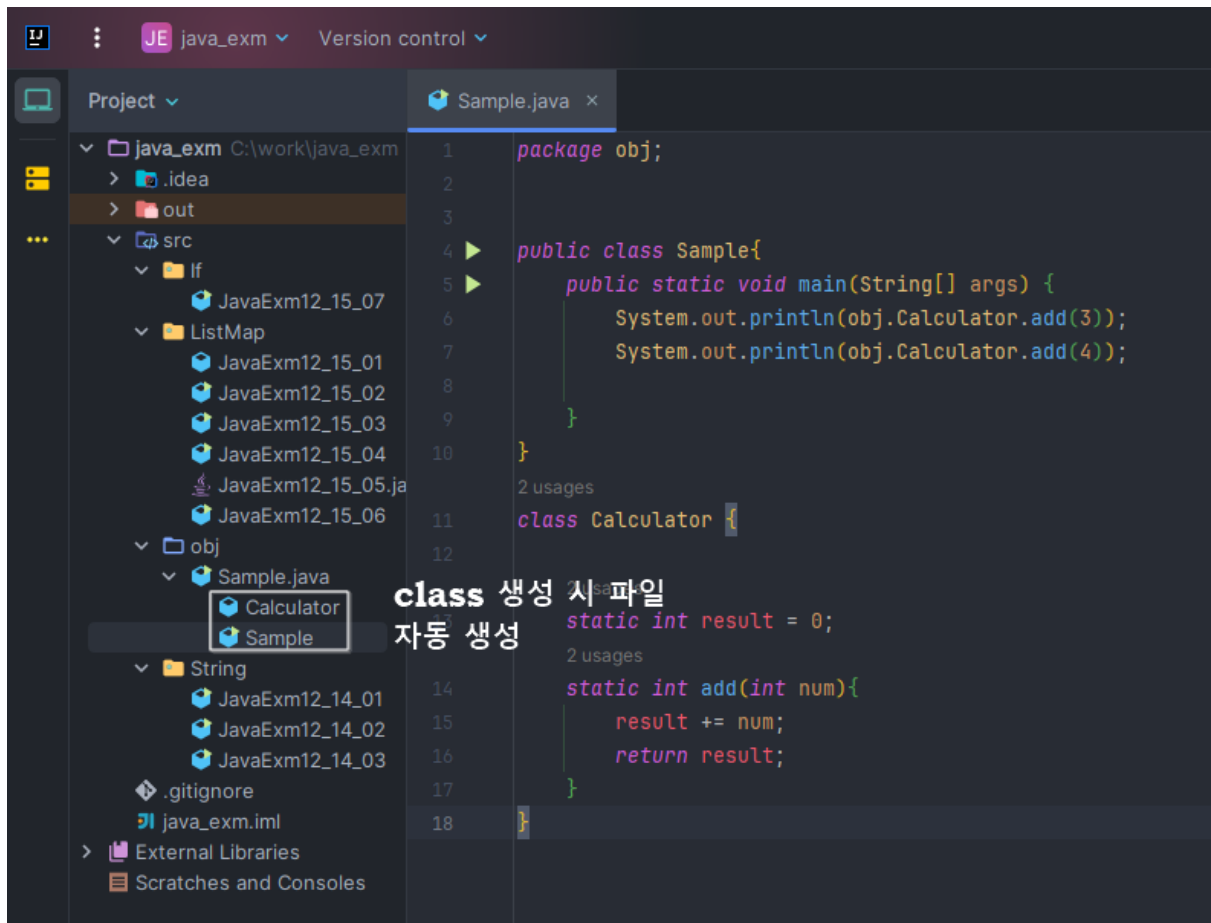 IJ
JE java_exm Version control
Project
Sample.java
java_exm C:\work\java_exm
.idea
out
src
If
JavaExm12_15_07
ListMap
JavaExm12_15_01
JavaExm12_15_02
JavaExm12_15_03
JavaExm12_15_04
JavaExm12_15_05.ja
JavaExm12_15_06
obj
Sample.java
Calculator
Sample
String
JavaExm12_14_01
JavaExm12_14_02
JavaExm12_14_03
.gitignore
java_exm.iml
External Libraries
Scratches and Consoles
class 생성 시 파일
자동 생성
1 package obj;
2
3
4 public class Sample{
5 public static void main(String[] args) {
6 System.out.println(obj.Calculator.add(3));
7 System.out.println(obj.Calculator.add(4));
8
9 }
10 }
2 usages
11 class Calculator {
12
2 usages
13 static int result = 0;
2 usages
14 static int add(int num){
15 result += num;
16 return result;
17 }
18 }